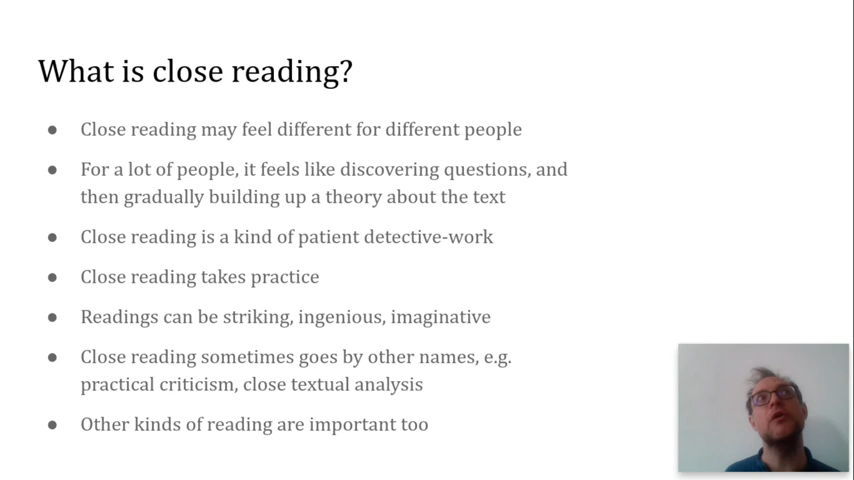 What is close reading?
● Close reading may feel different for different people
● For a lot of people, it feels like discovering questions, and
then gradually building up a theory about the text
● Close reading is a kind of patient detective-work
● Close reading takes practice
● Readings can be striking, ingenious, imaginative
● Close reading sometimes goes by other names, e.g.
practical criticism, close textual analysis
● Other kinds of reading are important too